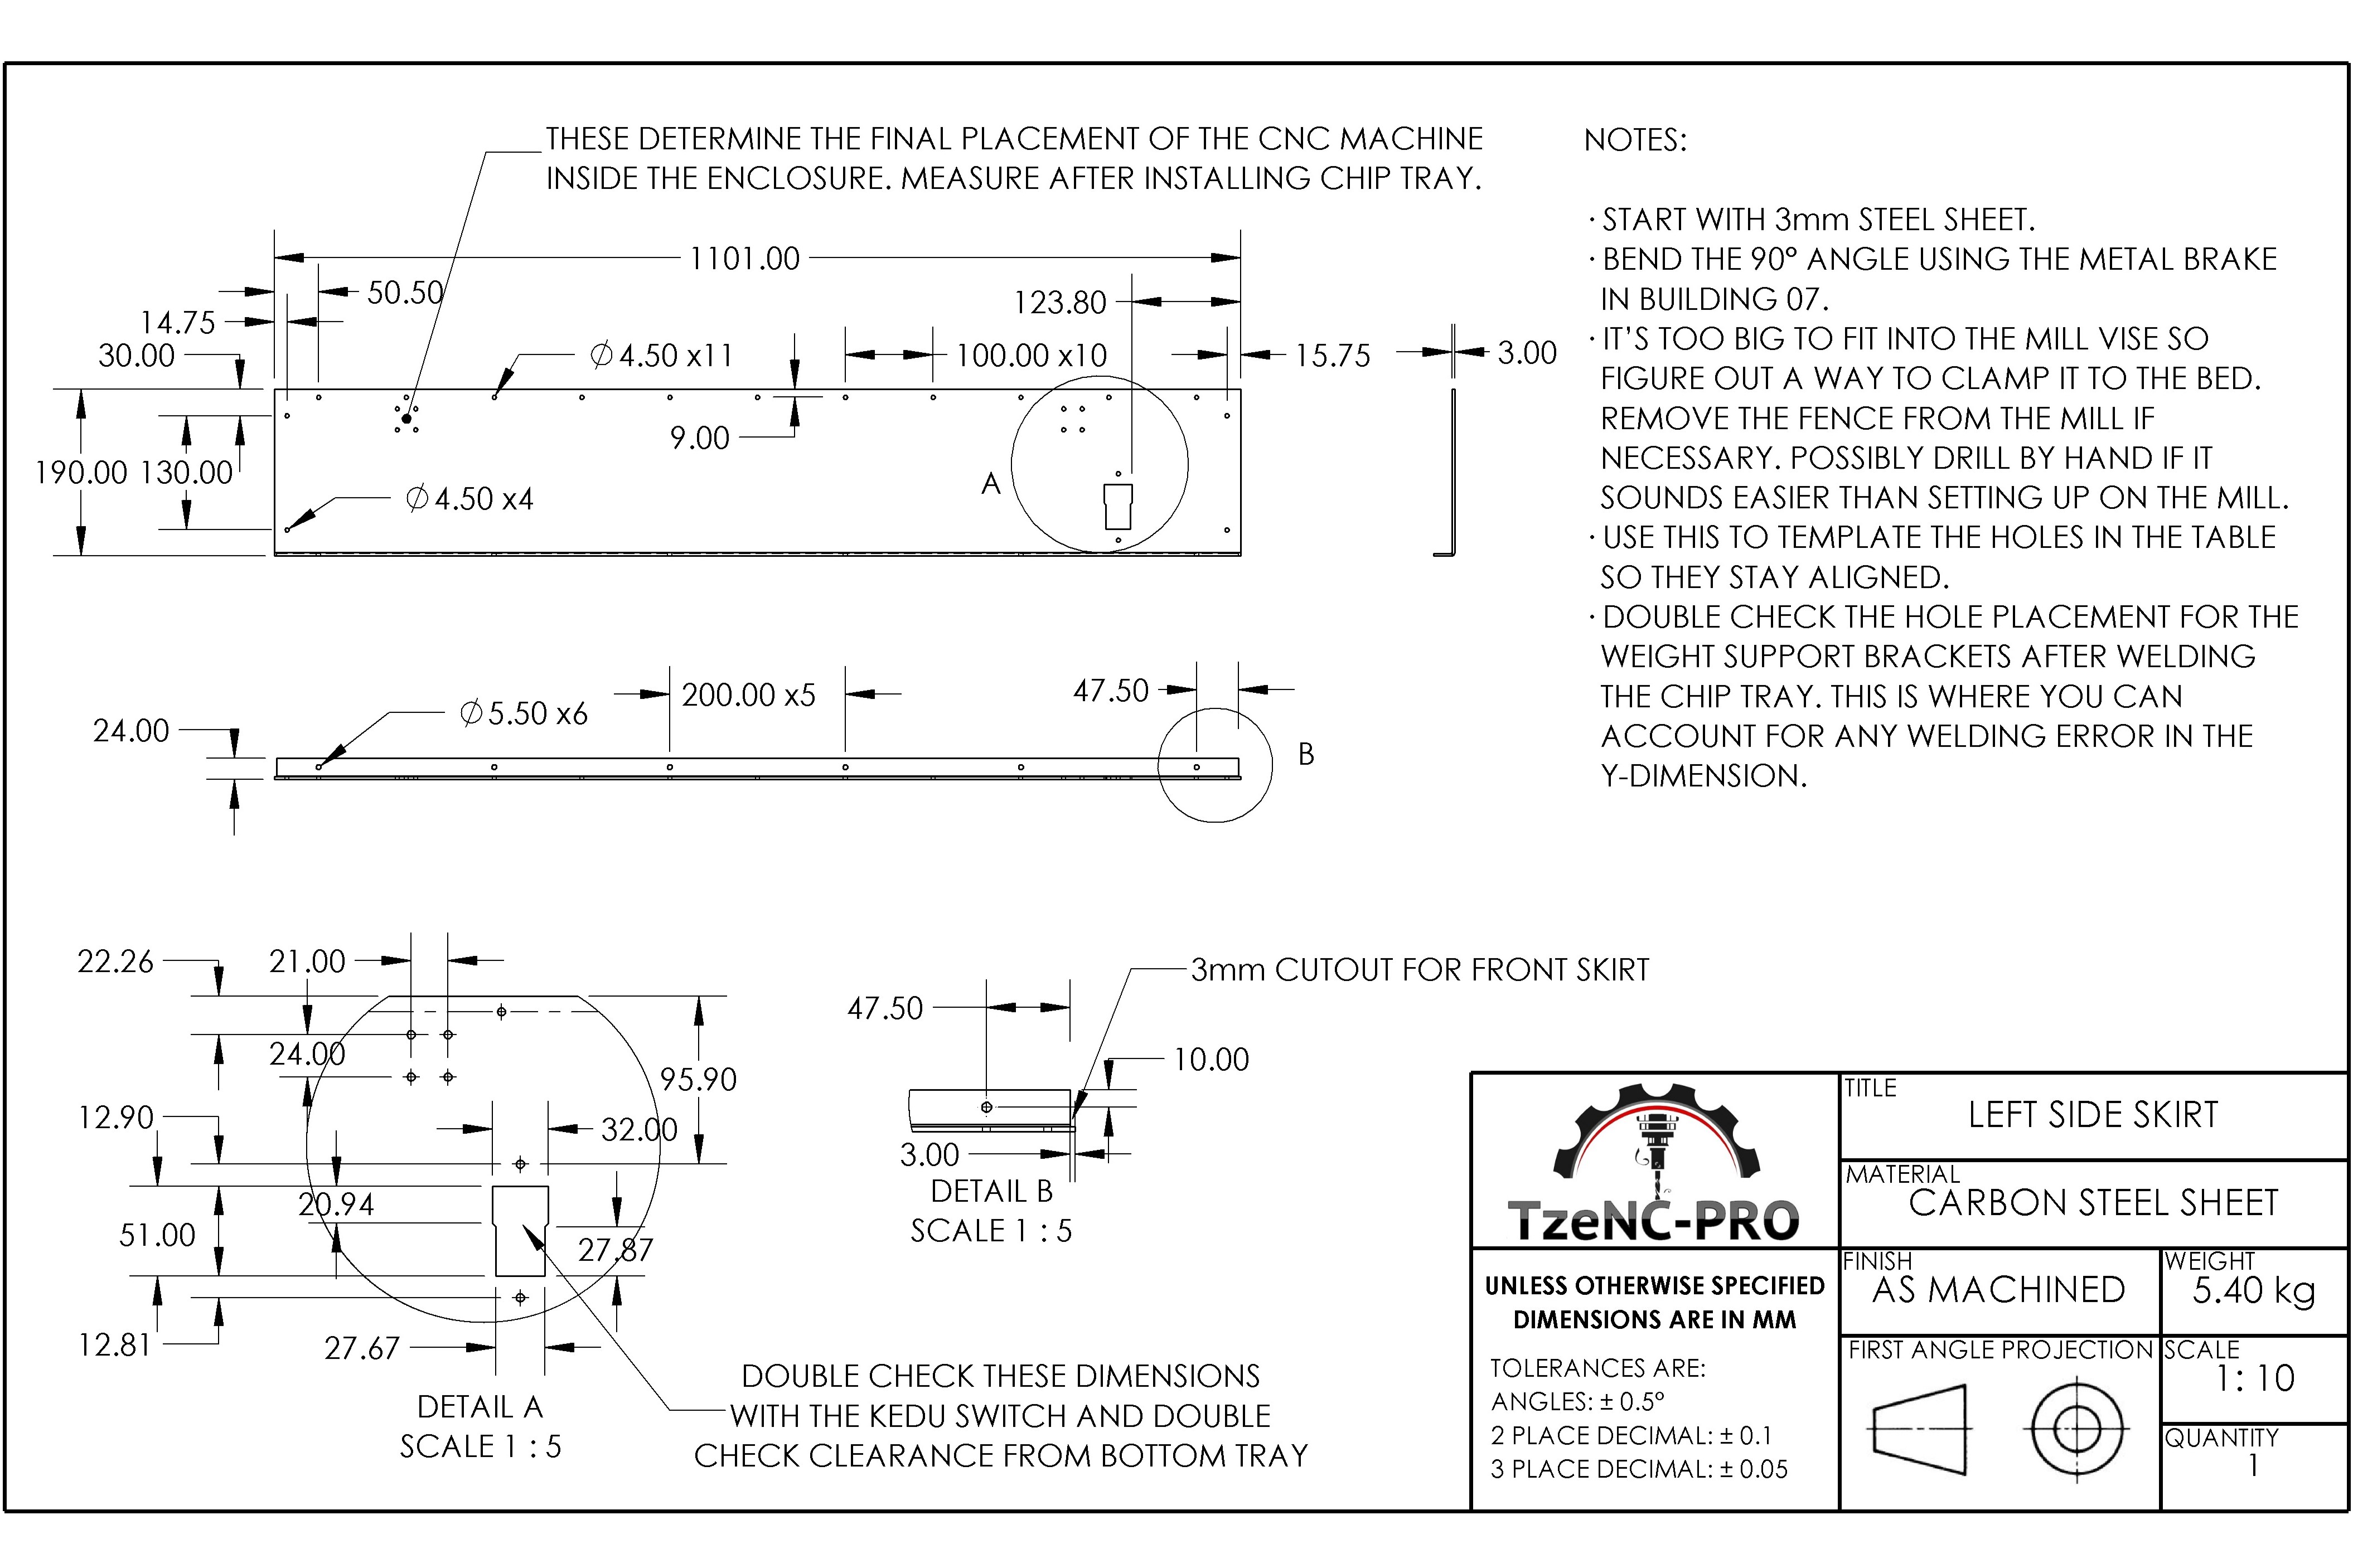 THESE DETERMINE THE FINAL PLACEMENT OF THE CNC MACHINE
INSIDE THE ENCLOSURE. MEASURE AFTER INSTALLING CHIP TRAY.
1101.00
50.50
123.80
14.75
30.00
Ø4.50 x11
100.00 x10
15.75
3.00
9.00
190.00
130.00
Ø4.50 x4
A
NOTES:
· START WITH 3mm STEEL SHEET.
· BEND THE 90° ANGLE USING THE METAL BRAKE
IN BUILDING 07.
· IT'S TOO BIG TO FIT INTO THE MILL VISE SO
FIGURE OUT A WAY TO CLAMP IT TO THE BED.
REMOVE THE FENCE FROM THE MILL IF
NECESSARY. POSSIBLY DRILL BY HAND IF IT
SOUNDS EASIER THAN SETTING UP ON THE MILL.
· USE THIS TO TEMPLATE THE HOLES IN THE TABLE
SO THEY STAY ALIGNED.
· DOUBLE CHECK THE HOLE PLACEMENT FOR THE
WEIGHT SUPPORT BRACKETS AFTER WELDING
THE CHIP TRAY. THIS IS WHERE YOU CAN
ACCOUNT FOR ANY WELDING ERROR IN THE
Y-DIMENSION.
200.00 x5
47.50
Ø5.50 x6
24.00
B
22.26
21.00
24.00
95.90
12.90
32.00
20.94
51.00
27.87
12.81
27.67
DETAIL A
SCALE 1 : 5
DOUBLE CHECK THESE DIMENSIONS
WITH THE KEDU SWITCH AND DOUBLE
CHECK CLEARANCE FROM BOTTOM TRAY
3mm CUTOUT FOR FRONT SKIRT
47.50
10.00
3.00
DETAIL B
SCALE 1 : 5
TzeNC-PRO
TITLE
LEFT SIDE SKIRT
MATERIAL
CARBON STEEL SHEET
UNLESS OTHERWISE SPECIFIED
DIMENSIONS ARE IN MM
TOLERANCES ARE:
ANGLES: ± 0.5°
2 PLACE DECIMAL: ± 0.1
3 PLACE DECIMAL: ± 0.05
FINISH
AS MACHINED
WEIGHT
5.40 kg
FIRST ANGLE PROJECTION
SCALE
1: 10
QUANTITY
1